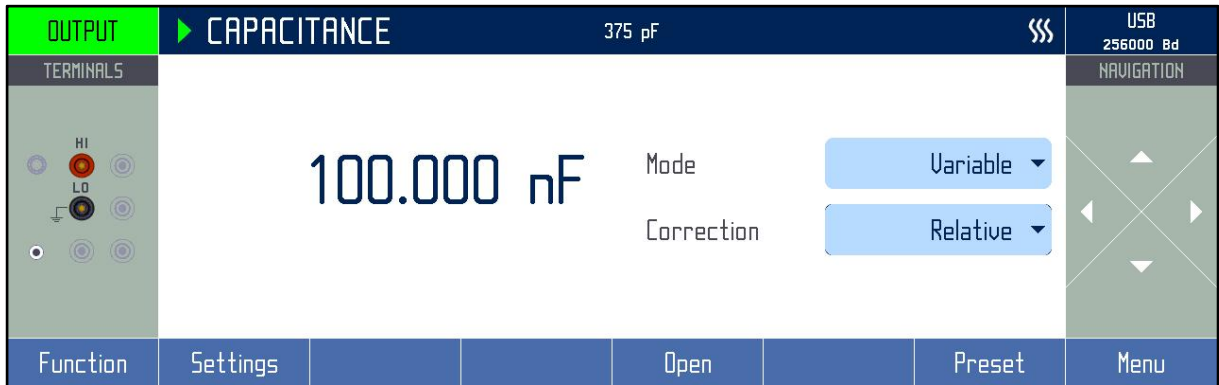 OUTPUT
CAPACITANCE
375 pF
USB
256000 Bd
TERMINALS
NAVIGATION
HI
LO
100.000 nF
Mode
Variable
Correction
Relative
Function
Settings
Open
Preset
Menu